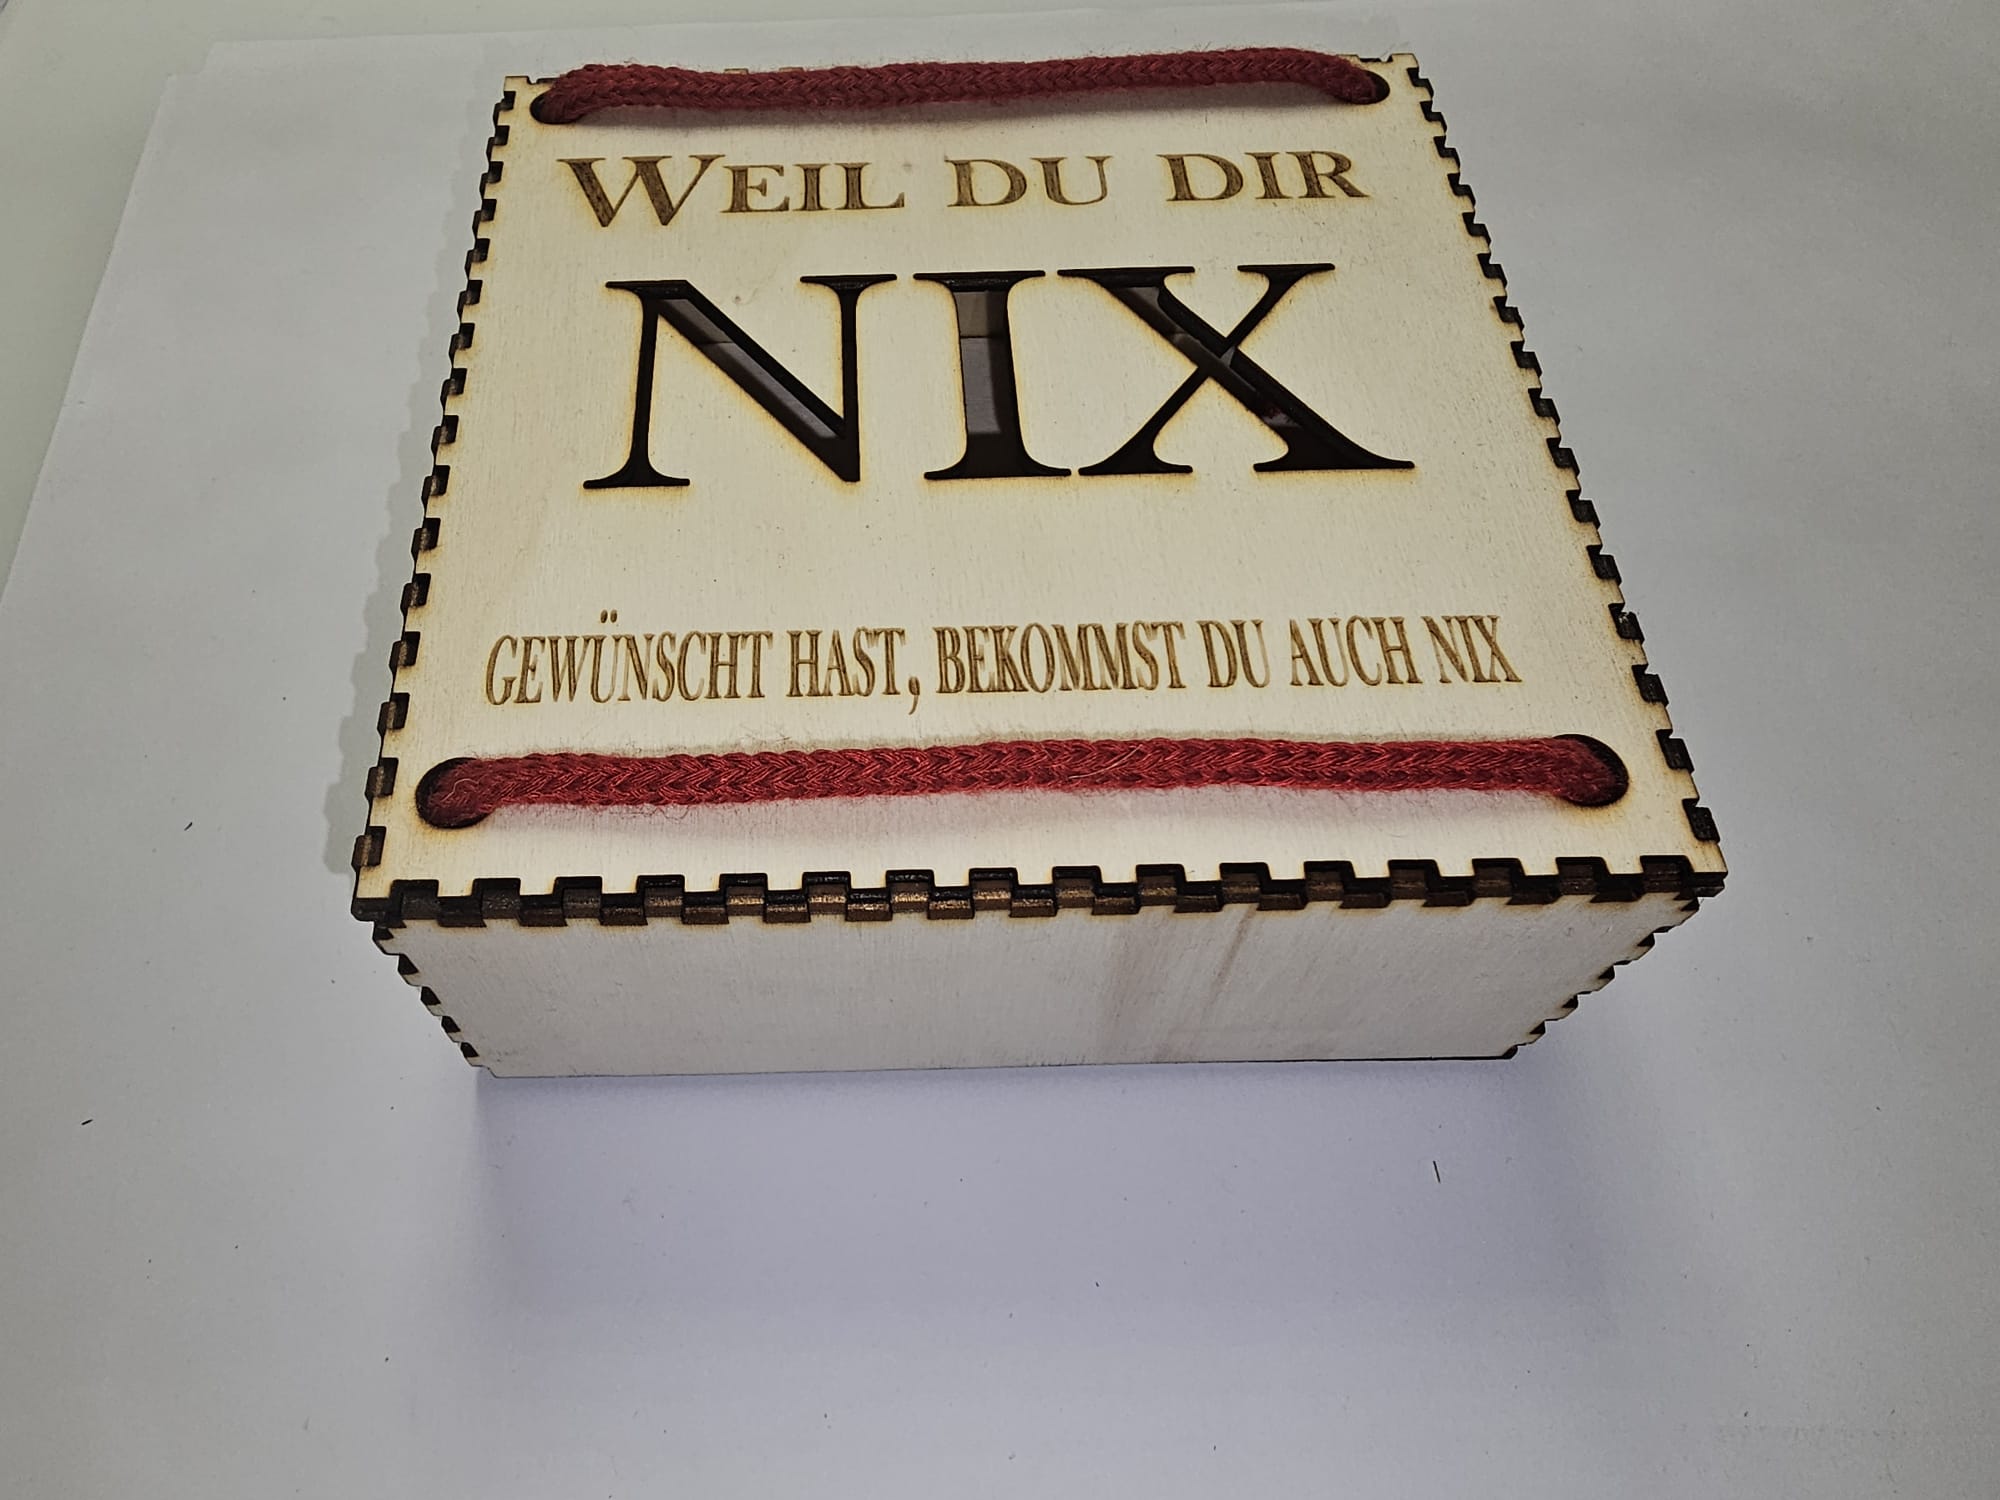 WEIL DU DIR
NIX
GEWÜNSCHT HAST, BEKOMMST DU AUCH NIX